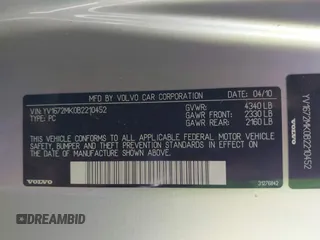 MFD BY VOLVO CAR CORPORATION DATE: 04/10
VIN: YV1672MK0B2210452 GVWR: 4340 LB
TYPE: PC GAWR FRONT: 2330 LB
GAWR REAR: 2160 LB
THIS VEHICLE CONFORMS TO ALL APPLICABLE FEDERAL MOTOR VEHICLE
SAFETY, BUMPER AND THEFT PREVENTION STANDARDS IN EFFECT ON
THE DATE OF MANUFACTURE SHOWN ABOVE.
VOLVO
YV1672MK0B2210452
VOLVO